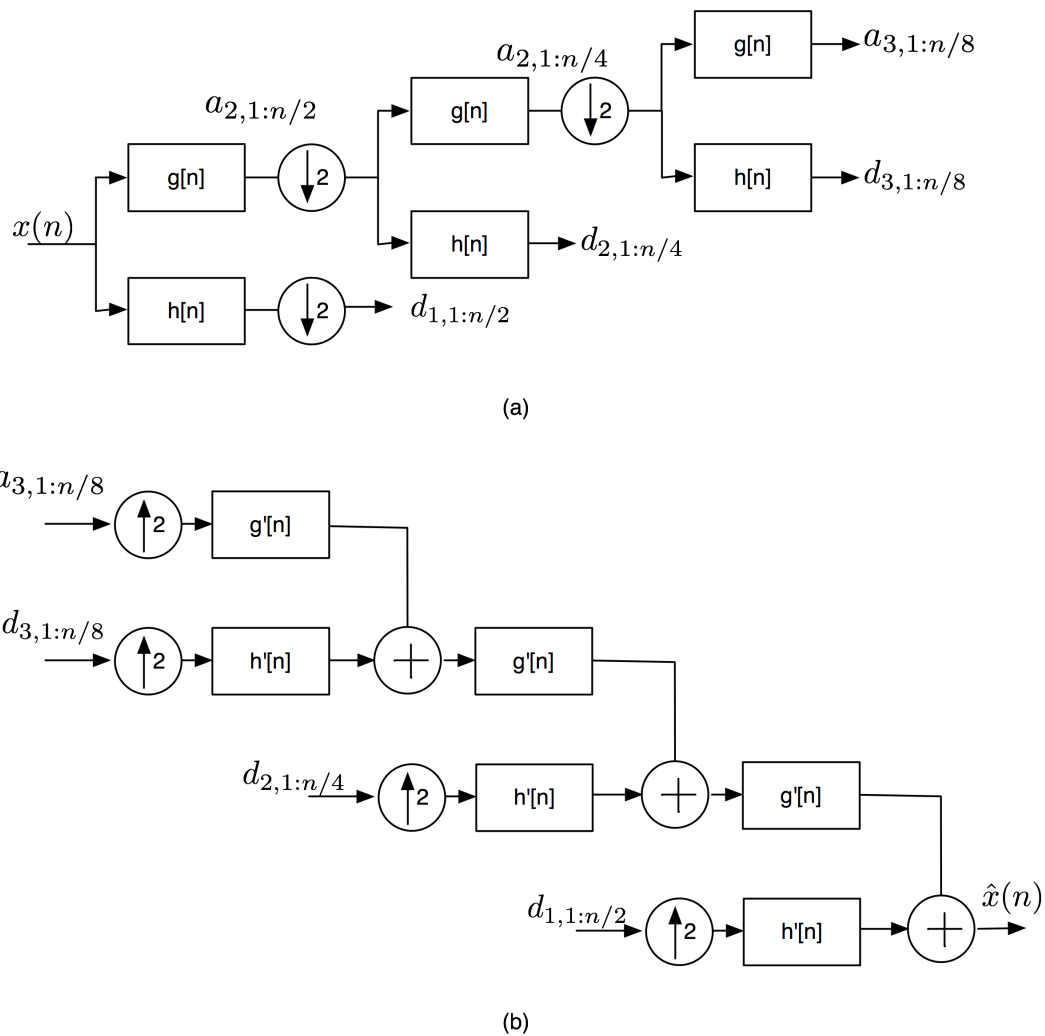 g[n]
a_{3,1:n/8}
a_{2,1:n/4}
g[n]
↓2
a_{2,1:n/2}
g[n]
↓2
h[n]
d_{3,1:n/8}
x(n)
h[n]
d_{2,1:n/4}
h[n]
↓2
d_{1,1:n/2}
(a)
a_{3,1:n/8}
↑2
g'[n]
d_{3,1:n/8}
↑2
h'[n]
+
g'[n]
d_{2,1:n/4}
↑2
h'[n]
+
g'[n]
d_{1,1:n/2}
↑2
h'[n]
+
x̂(n)
(b)